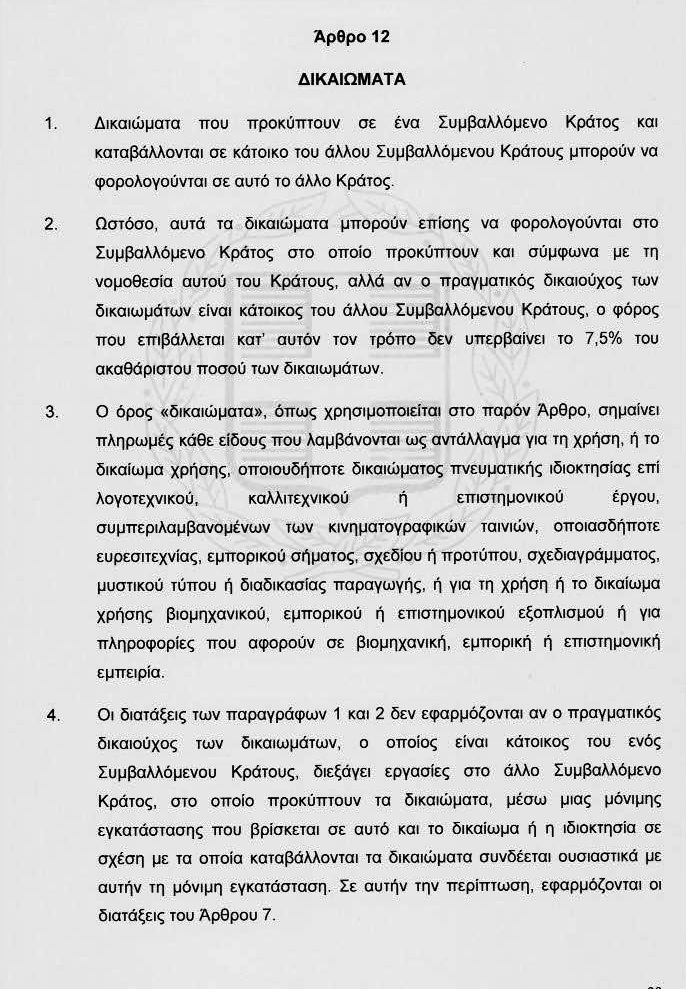 Άρθρο 12
ΔΙΚΑΙΩΜΑΤΑ
1. Δικαιώματα που προκύπτουν σε ένα Συμβαλλόμενο Κράτος και
καταβάλλονται σε κάτοικο του άλλου Συμβαλλόμενου Κράτους μπορούν να
φορολογούνται σε αυτό το άλλο Κράτος.
2. Ωστόσο, αυτά τα δικαιώματα μπορούν επίσης να φορολογούνται στο
Συμβαλλόμενο Κράτος στο οποίο προκύπτουν και σύμφωνα με τη
νομοθεσία αυτού του Κράτους, αλλά αν ο πραγματικός δικαιούχος των
δικαιωμάτων είναι κάτοικος του άλλου Συμβαλλόμενου Κράτους, ο φόρος
που επιβάλλεται κατ' αυτόν τον τρόπο δεν υπερβαίνει το 7,5% του
ακαθάριστου ποσού των δικαιωμάτων.
3. Ο όρος «δικαιώματα», όπως χρησιμοποιείται στο παρόν Άρθρο, σημαίνει
πληρωμές κάθε είδους που λαμβάνονται ως αντάλλαγμα για τη χρήση, ή το
δικαίωμα χρήσης, οποιουδήποτε δικαιώματος πνευματικής ιδιοκτησίας επί
λογοτεχνικού, καλλιτεχνικού ή επιστημονικού έργου,
συμπεριλαμβανομένων των κινηματογραφικών ταινιών, οποιασδήποτε
ευρεσιτεχνίας, εμπορικού σήματος, σχεδίου ή προτύπου, σχεδιαγράμματος,
μυστικού τύπου ή διαδικασίας παραγωγής, ή για τη χρήση ή το δικαίωμα
χρήσης βιομηχανικού, εμπορικού ή επιστημονικού εξοπλισμού ή για
πληροφορίες που αφορούν σε βιομηχανική, εμπορική ή επιστημονική
εμπειρία.
4. Οι διατάξεις των παραγράφων 1 και 2 δεν εφαρμόζονται αν ο πραγματικός
δικαιούχος των δικαιωμάτων, ο οποίος είναι κάτοικος του ενός
Συμβαλλόμενου Κράτους, διεξάγει εργασίες στο άλλο Συμβαλλόμενο
Κράτος, στο οποίο προκύπτουν τα δικαιώματα, μέσω μιας μόνιμης
εγκατάστασης που βρίσκεται σε αυτό και το δικαίωμα ή η ιδιοκτησία σε
σχέση με τα οποία καταβάλλονται τα δικαιώματα συνδέεται ουσιαστικά με
αυτήν τη μόνιμη εγκατάσταση. Σε αυτήν την περίπτωση, εφαρμόζονται οι
διατάξεις του Άρθρου 7.